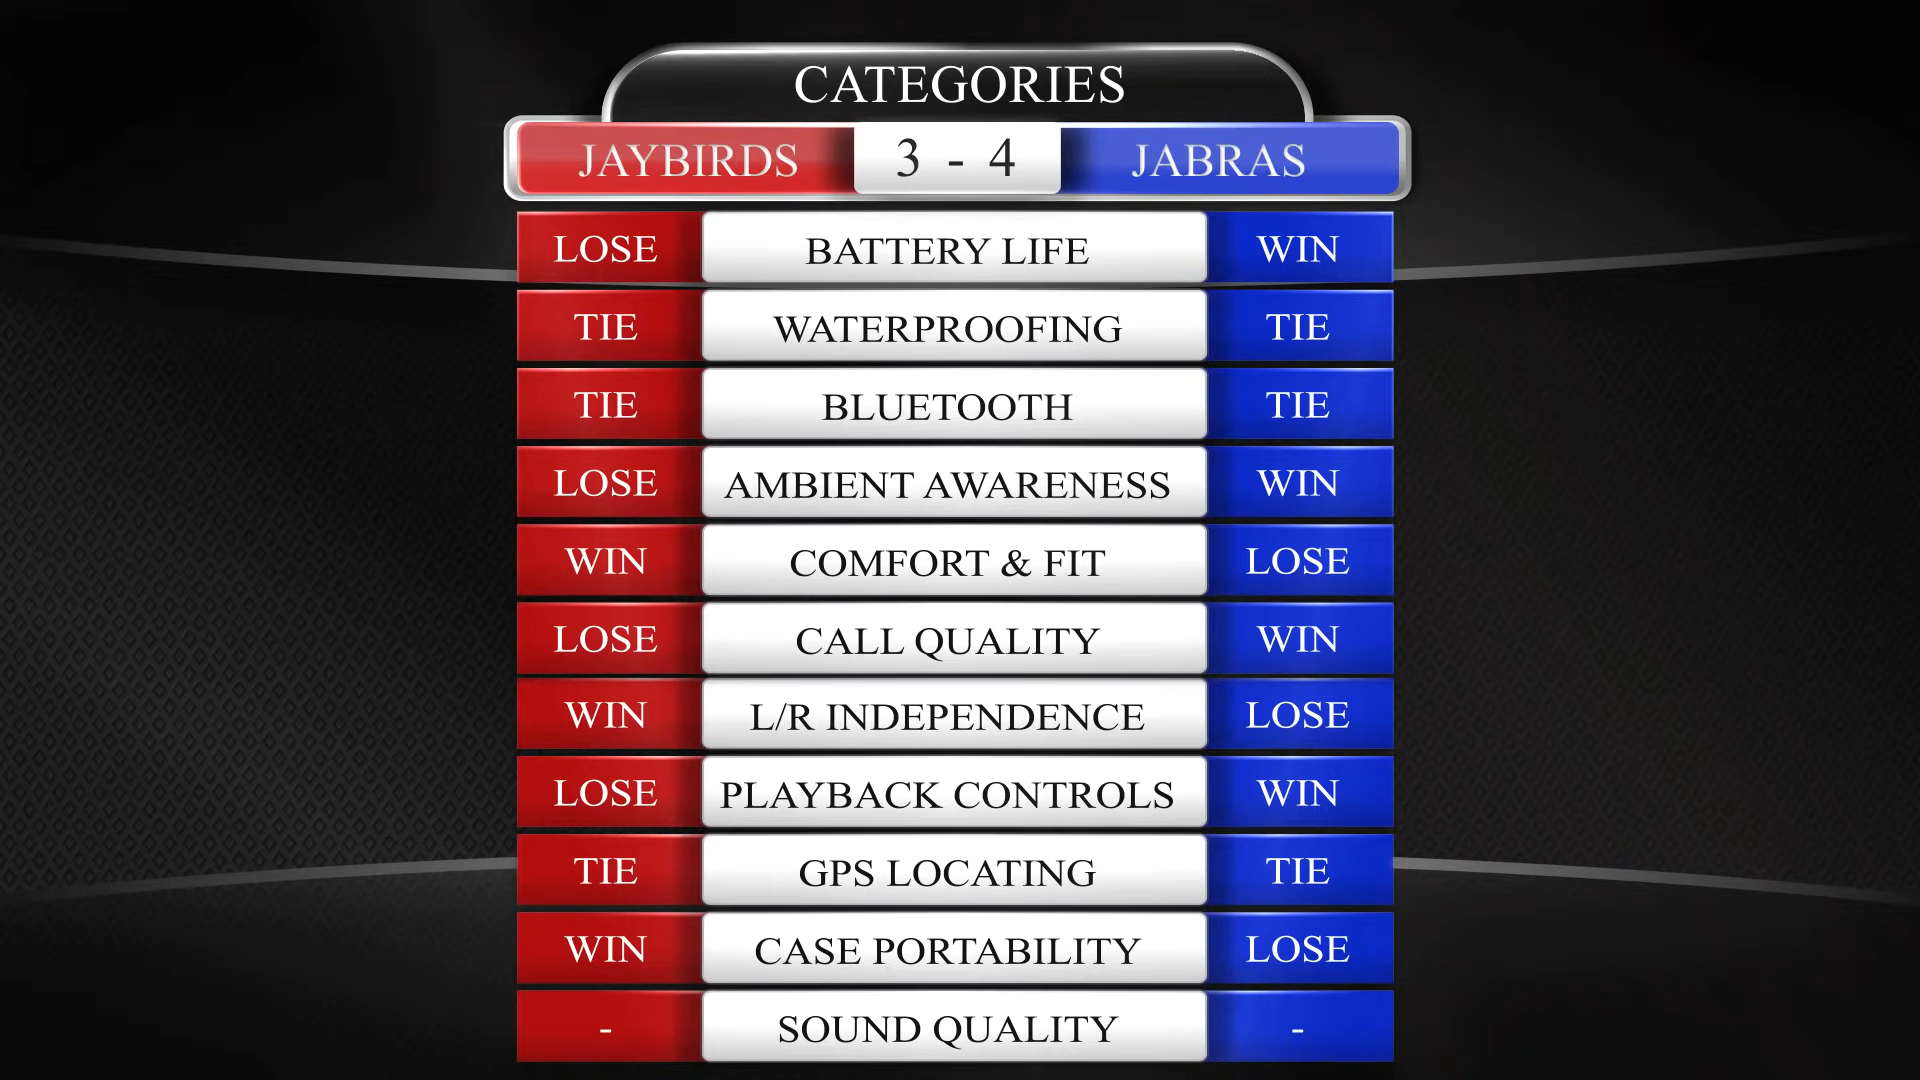 CATEGORIES
JAYBIRDS 3 - 4 JABRAS
LOSE BATTERY LIFE WIN
TIE WATERPROOFING TIE
TIE BLUETOOTH TIE
LOSE AMBIENT AWARENESS WIN
WIN COMFORT & FIT LOSE
LOSE CALL QUALITY WIN
WIN L/R INDEPENDENCE LOSE
LOSE PLAYBACK CONTROLS WIN
TIE GPS LOCATING TIE
WIN CASE PORTABILITY LOSE
- SOUND QUALITY -